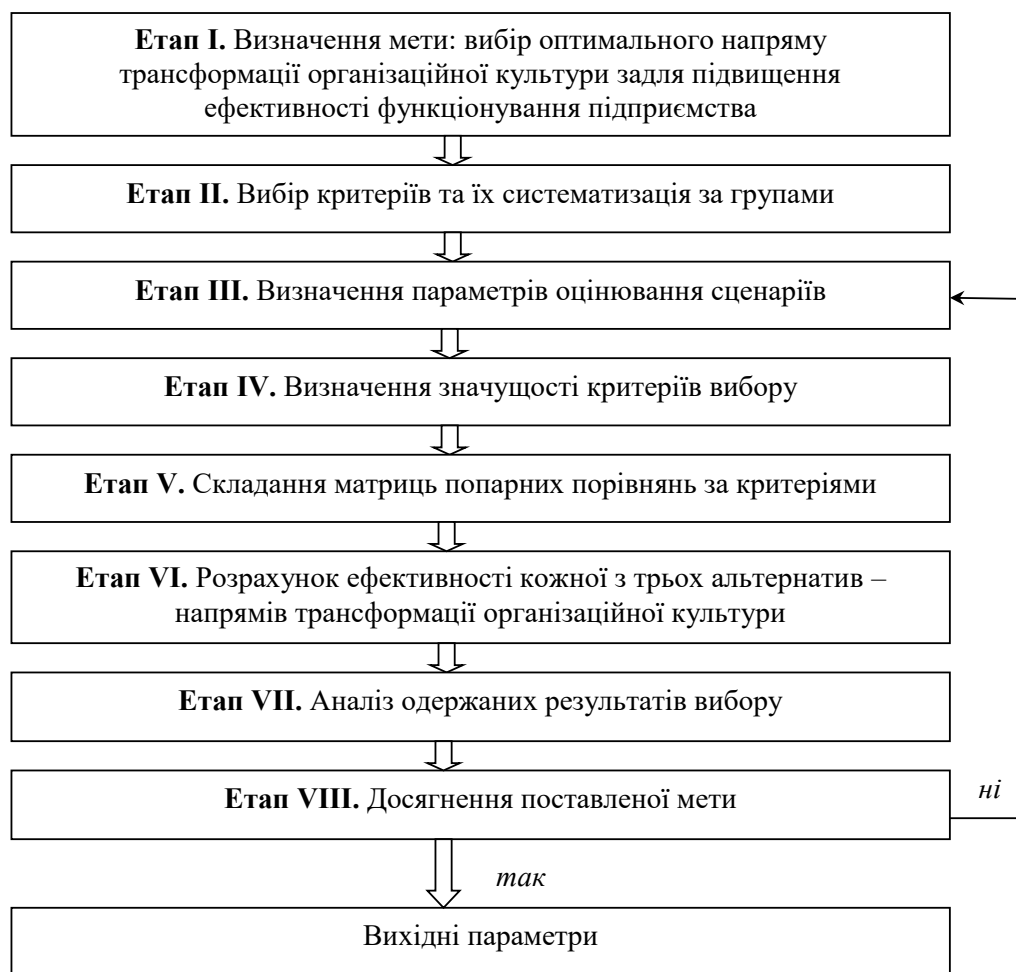 Етап I. Визначення мети: вибір оптимального напряму
трансформації організаційної культури задля підвищення
ефективності функціонування підприємства
Етап II. Вибір критеріїв та їх систематизація за групами
Етап III. Визначення параметрів оцінювання сценаріїв
Етап IV. Визначення значущості критеріїв вибору
Етап V. Складання матриць попарних порівнянь за критеріями
Етап VI. Розрахунок ефективності кожної з трьох альтернатив –
напрямів трансформації організаційної культури
Етап VII. Аналіз одержаних результатів вибору
Етап VIII. Досягнення поставленої мети
ні
так
Вихідні параметри